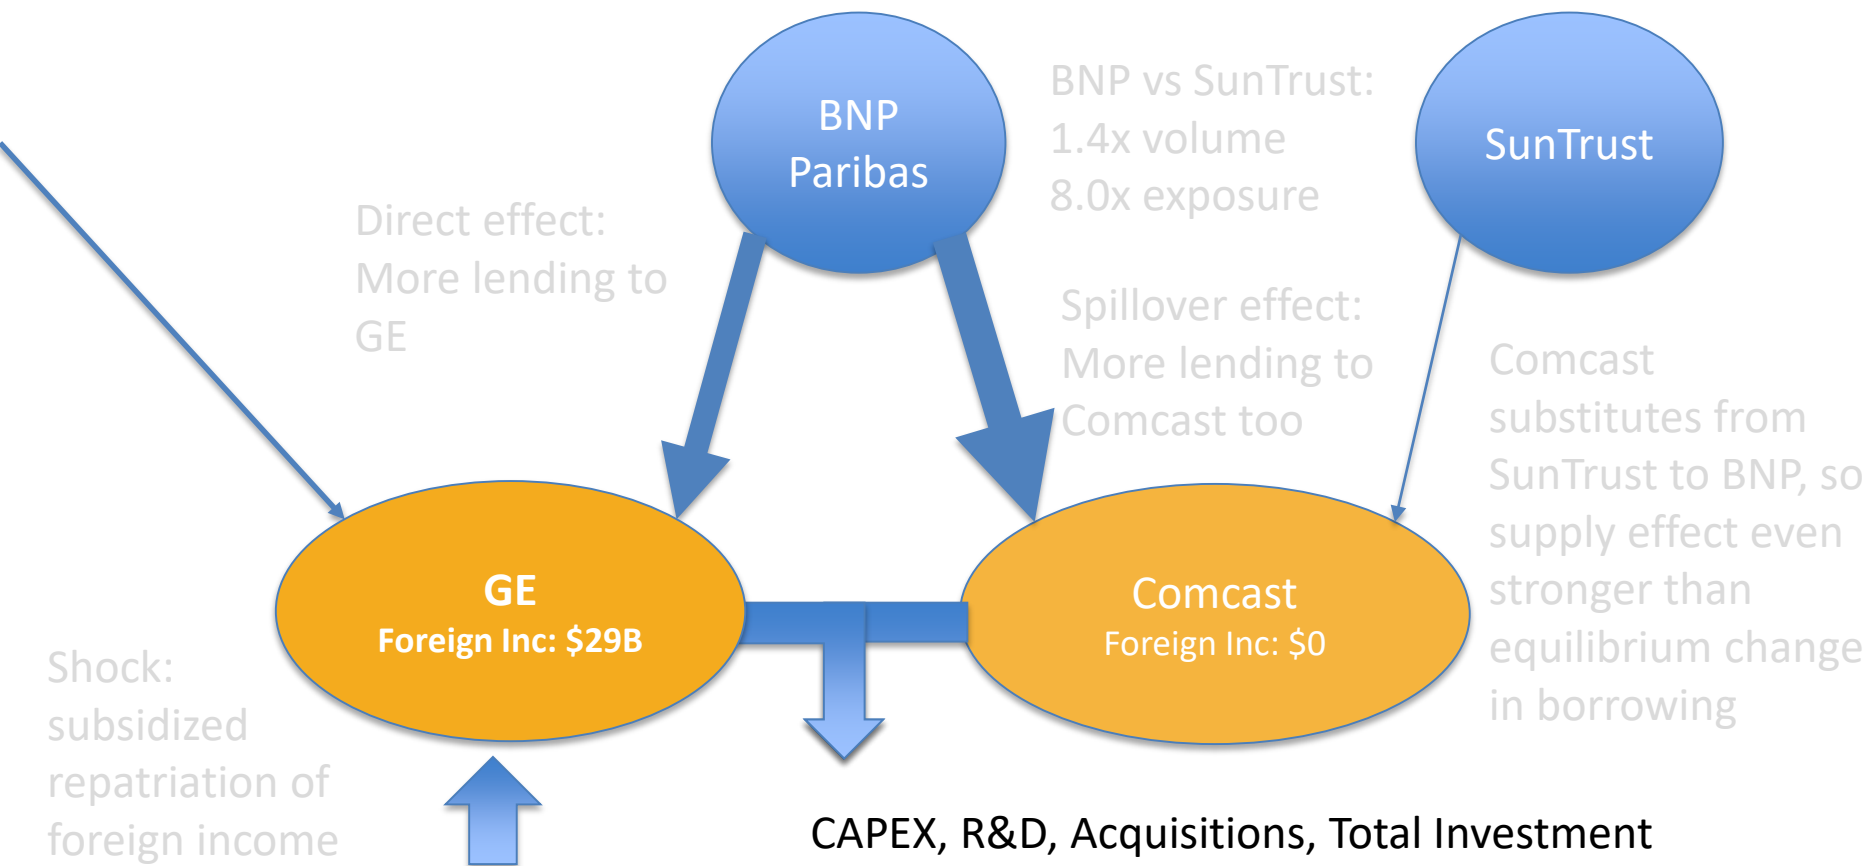 BNP
Paribas
BNP vs SunTrust:
1.4x volume
8.0x exposure
SunTrust
Direct effect:
More lending to
GE
Spillover effect:
More lending to
Comcast too
Comcast
substitutes from
SunTrust to BNP, so
supply effect even
stronger than
equilibrium change
in borrowing
GE
Foreign Inc: $29B
Comcast
Foreign Inc: $0
Shock:
subsidized
repatriation of
foreign income
CAPEX, R&D, Acquisitions, Total Investment